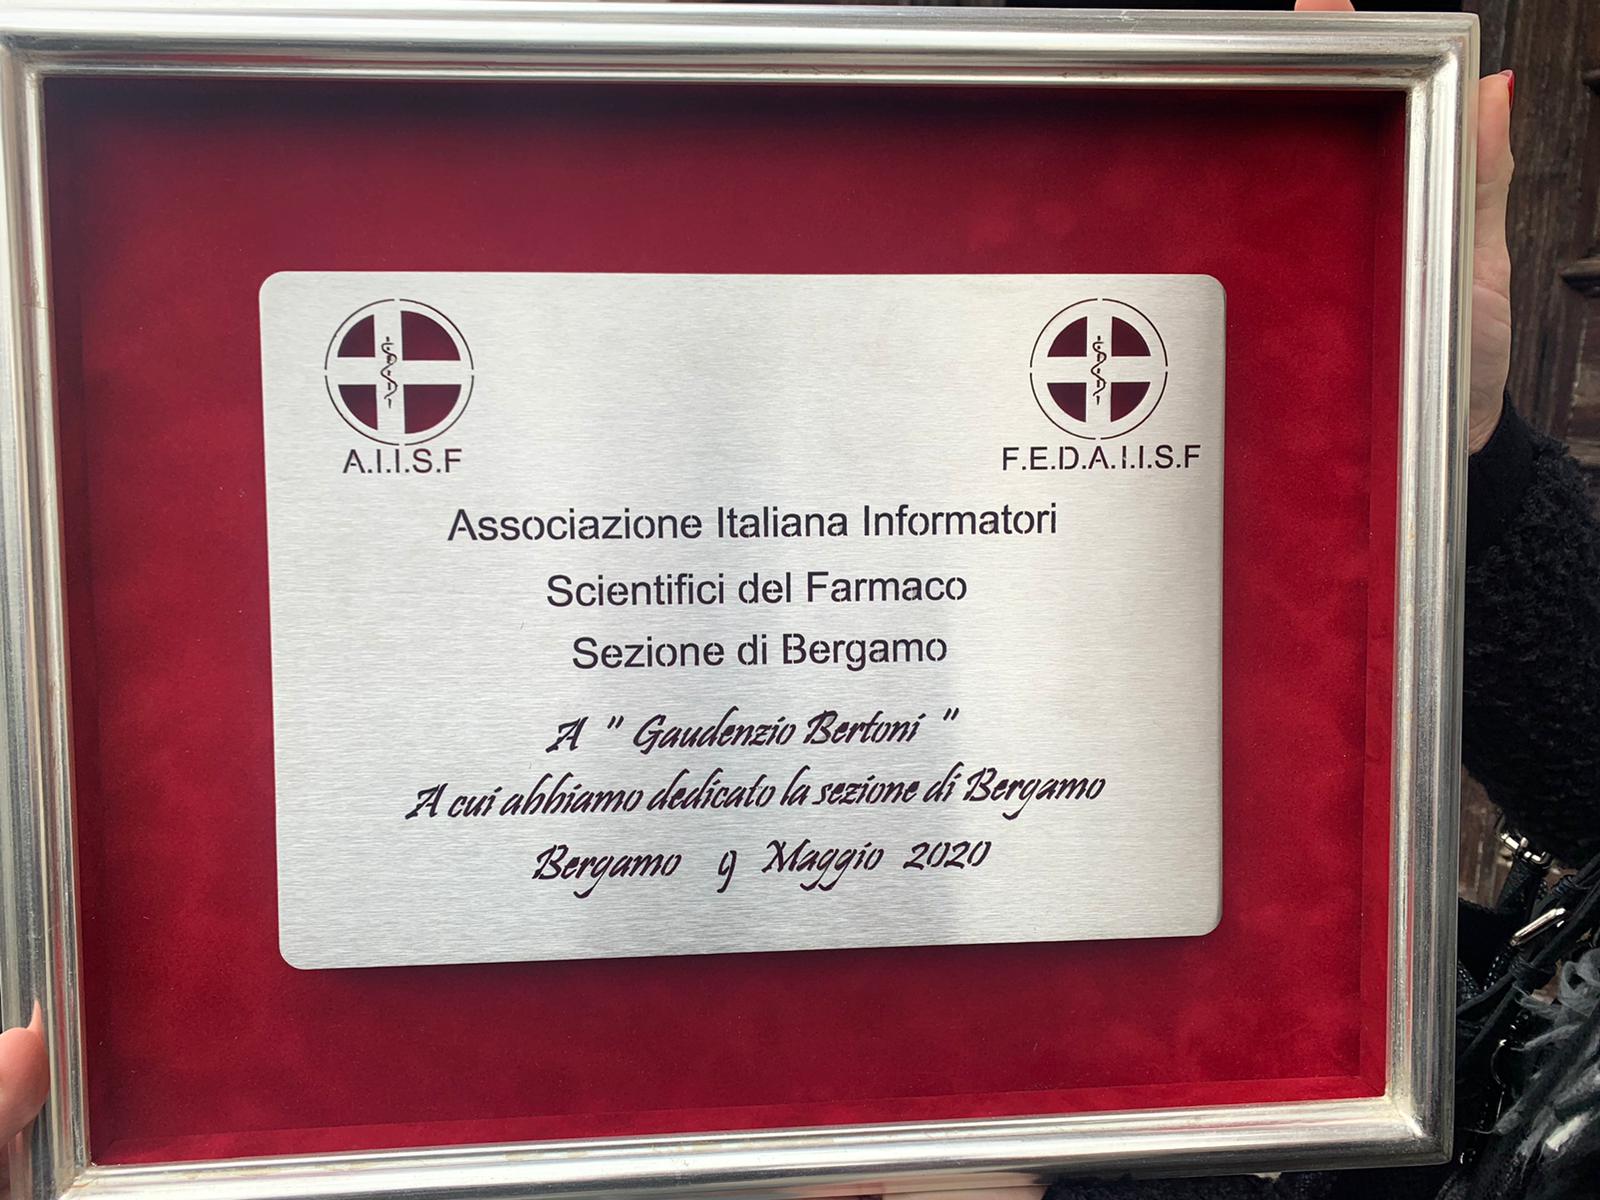 A.I.I.S.F
F.E.D.A.I.I.S.F
Associazione Italiana Informatori
Scientifici del Farmaco
Sezione di Bergamo
A " Gaudenzio Bertoni "
A cui abbiamo dedicato la sezione di Bergamo
Bergamo 9 Maggio 2020